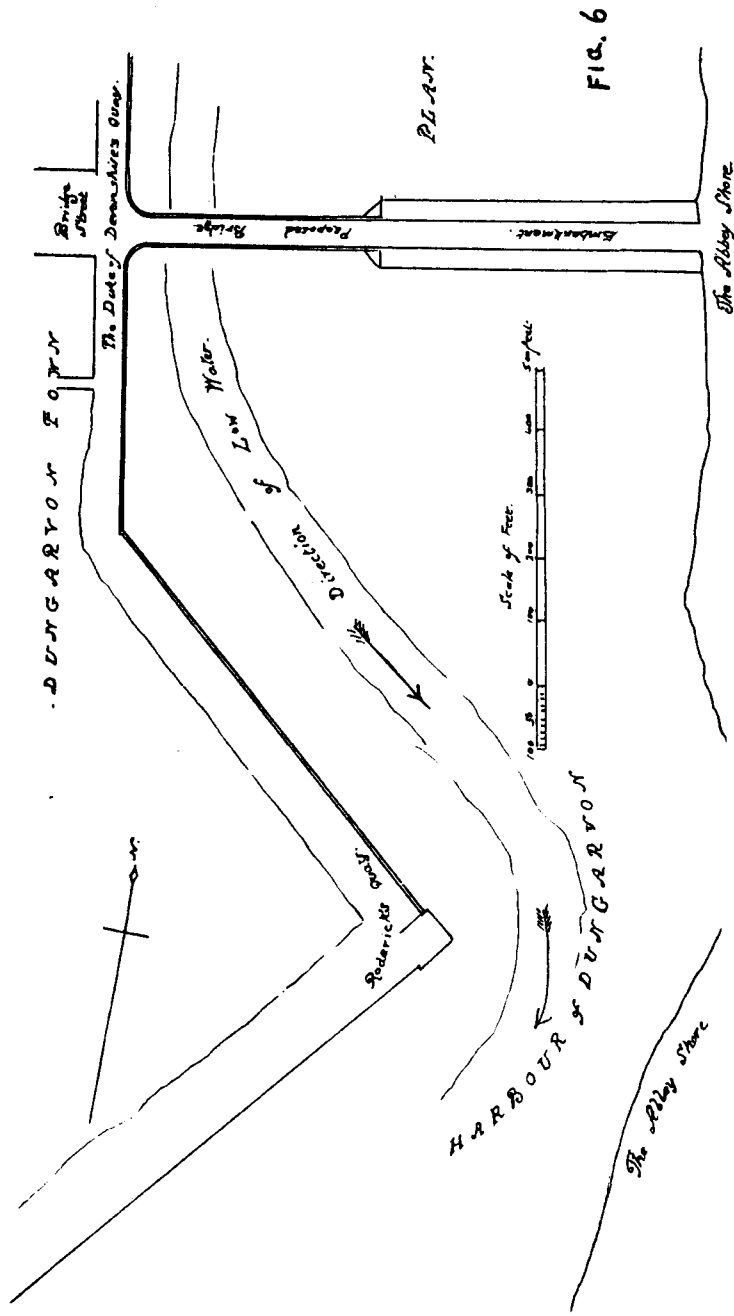 DUNGARVON TOWN
Bridge
Street
The Duke of Devonshire's Quay.
Proposed
Bridge
Embankment.
PLAN.
FIG. 6
The Abbey Shore
Direction of Low Water.
Scale of Feet.
100 50 0 100 200 300 400 500 feet.
N.
Roderick's Quay.
HARBOUR of DUNGARVON
The Abbey Shore